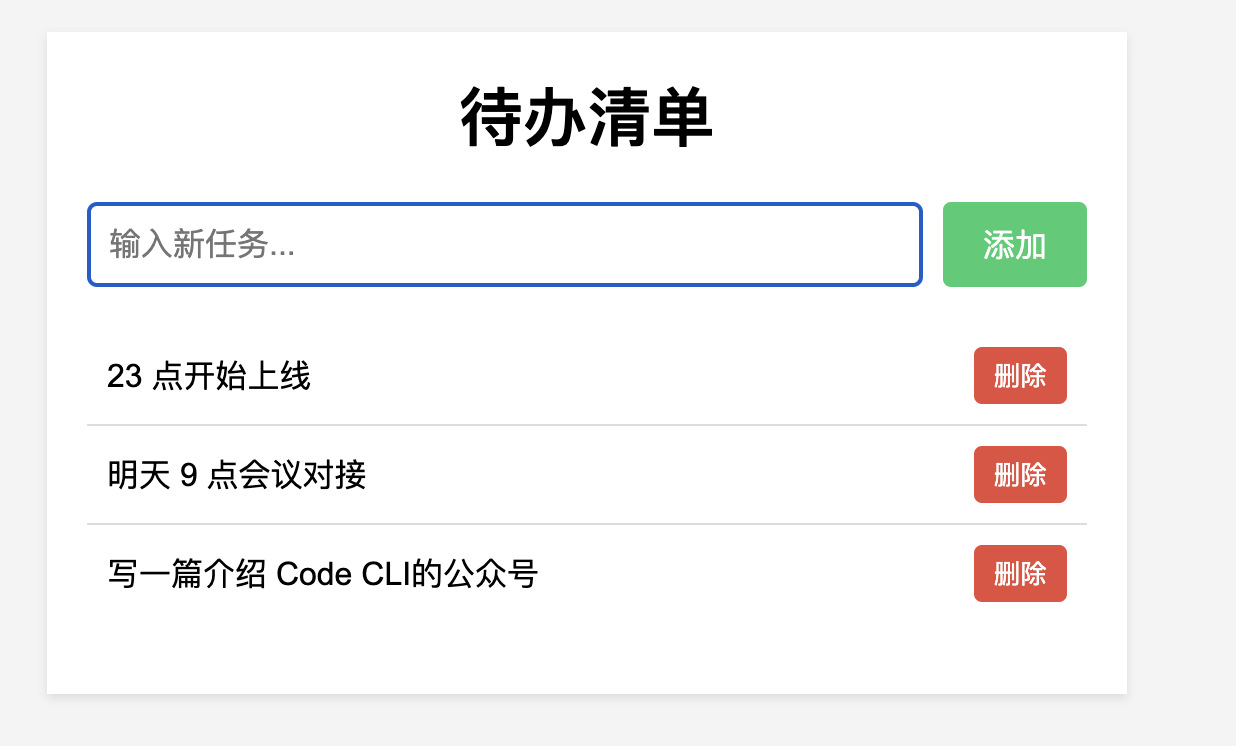 待办清单
输入新任务...
添加
23 点开始上线
删除
明天 9 点会议对接
删除
写一篇介绍 Code CLI的公众号
删除